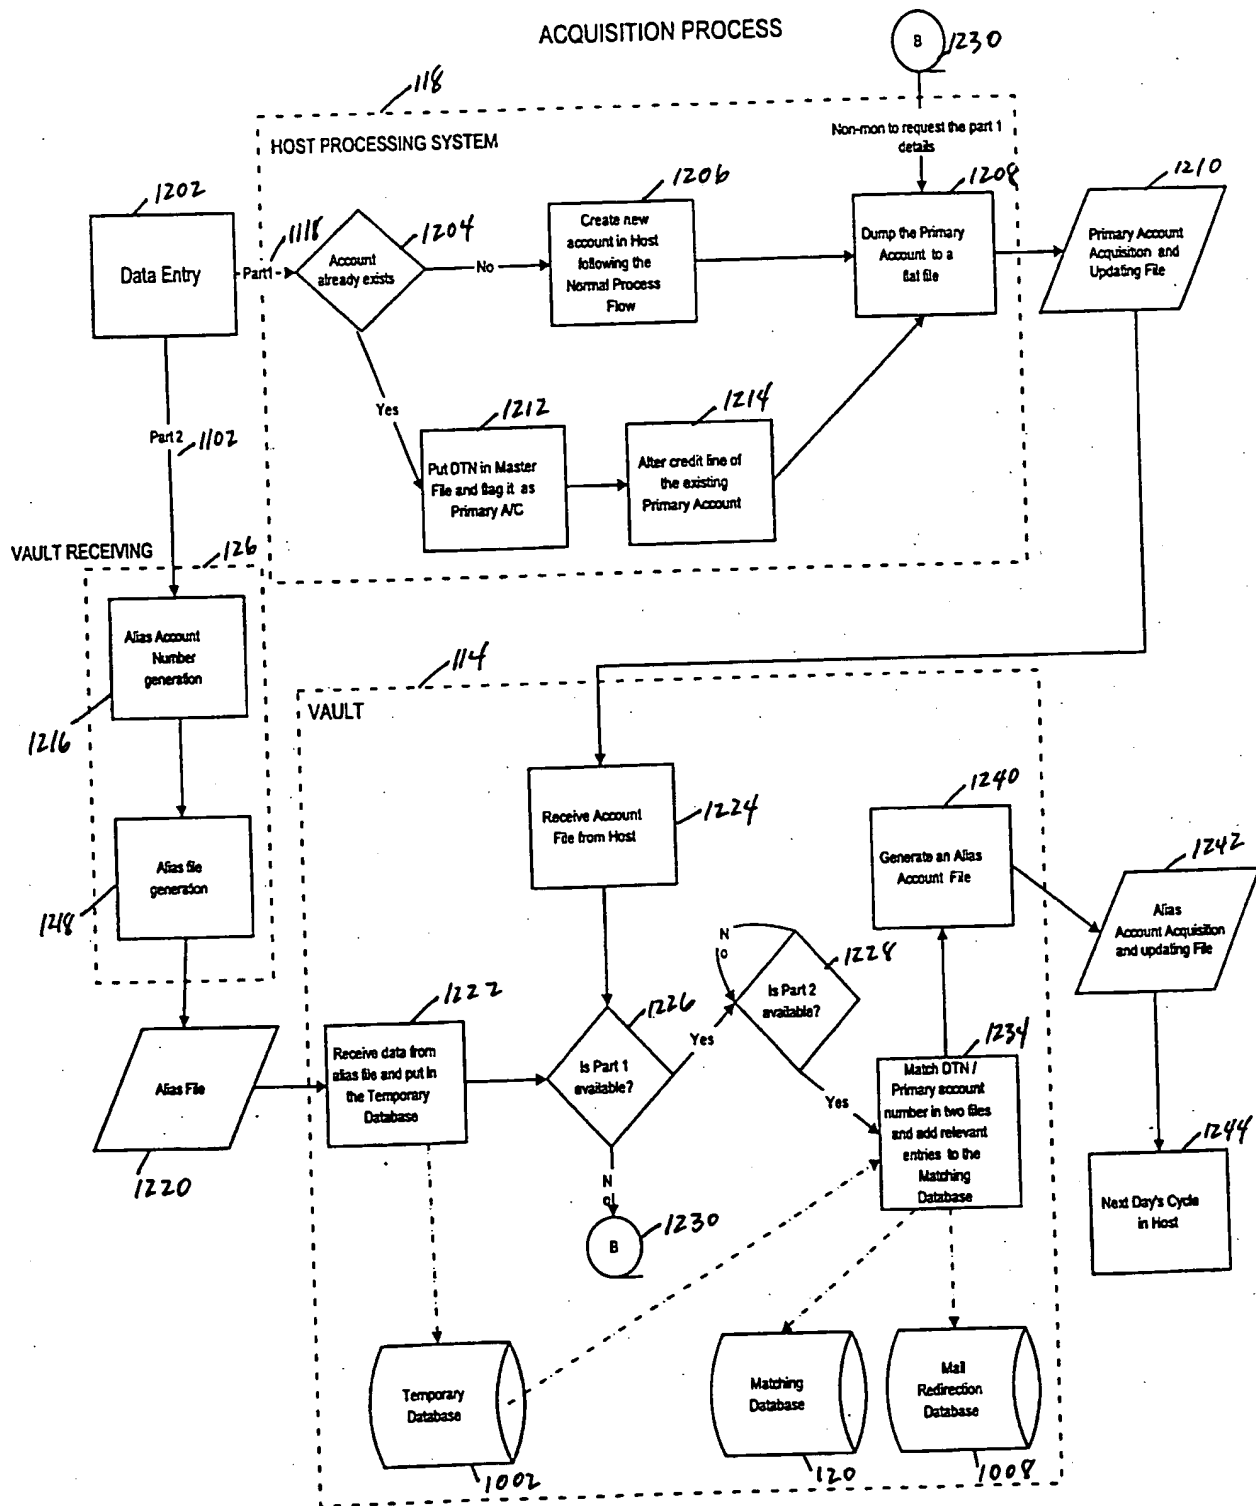 ACQUISITION PROCESS
B
1230
118
HOST PROCESSING SYSTEM
Non-mon to request the part 1
details
1202
Data Entry
Part1
1118
1204
Account
already exists
No
1206
Create new
account in Host
following the
Normal Process
Flow
1208
Dump the Primary
Account to a
flat file
1210
Primary Account
Acquisition and
Updating File
Yes
1212
Put DTN in Master
File and flag it as
Primary A/C
1214
Alter credit line of
the existing
Primary Account
Part 2
1102
VAULT RECEIVING
126
Alias Account
Number
generation
1216
Alias file
generation
1218
Alias File
1220
114
VAULT
Receive Account
File from Host
1224
1222
Receive data from
alias file and put in
the Temporary
Database
1226
Is Part 1
available?
Yes
N
o
B
1230
N
o
1228
Is Part 2
available?
Yes
1240
Generate an Alias
Account File
1234
Match DTN /
Primary account
number in two files
and add relevant
entries to the
Matching
Database
1242
Alias
Account Acquisition
and updating File
1244
Next Day's Cycle
in Host
Temporary
Database
1002
Matching
Database
120
Mail
Redirection
Database
1008